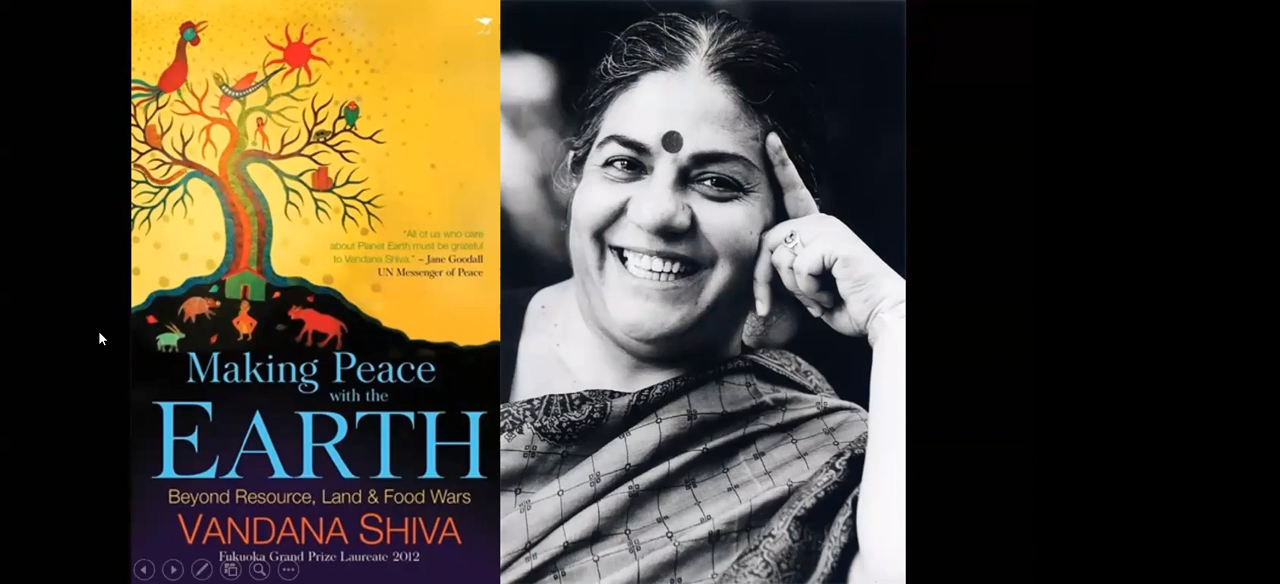 "All of us who care
about Planet Earth must be grateful
to Vandana Shiva." – Jane Goodall
UN Messenger of Peace
Making Peace
with the
EARTH
Beyond Resource, Land & Food Wars
VANDANA SHIVA
Fukuoka Grand Prize Laureate 2012